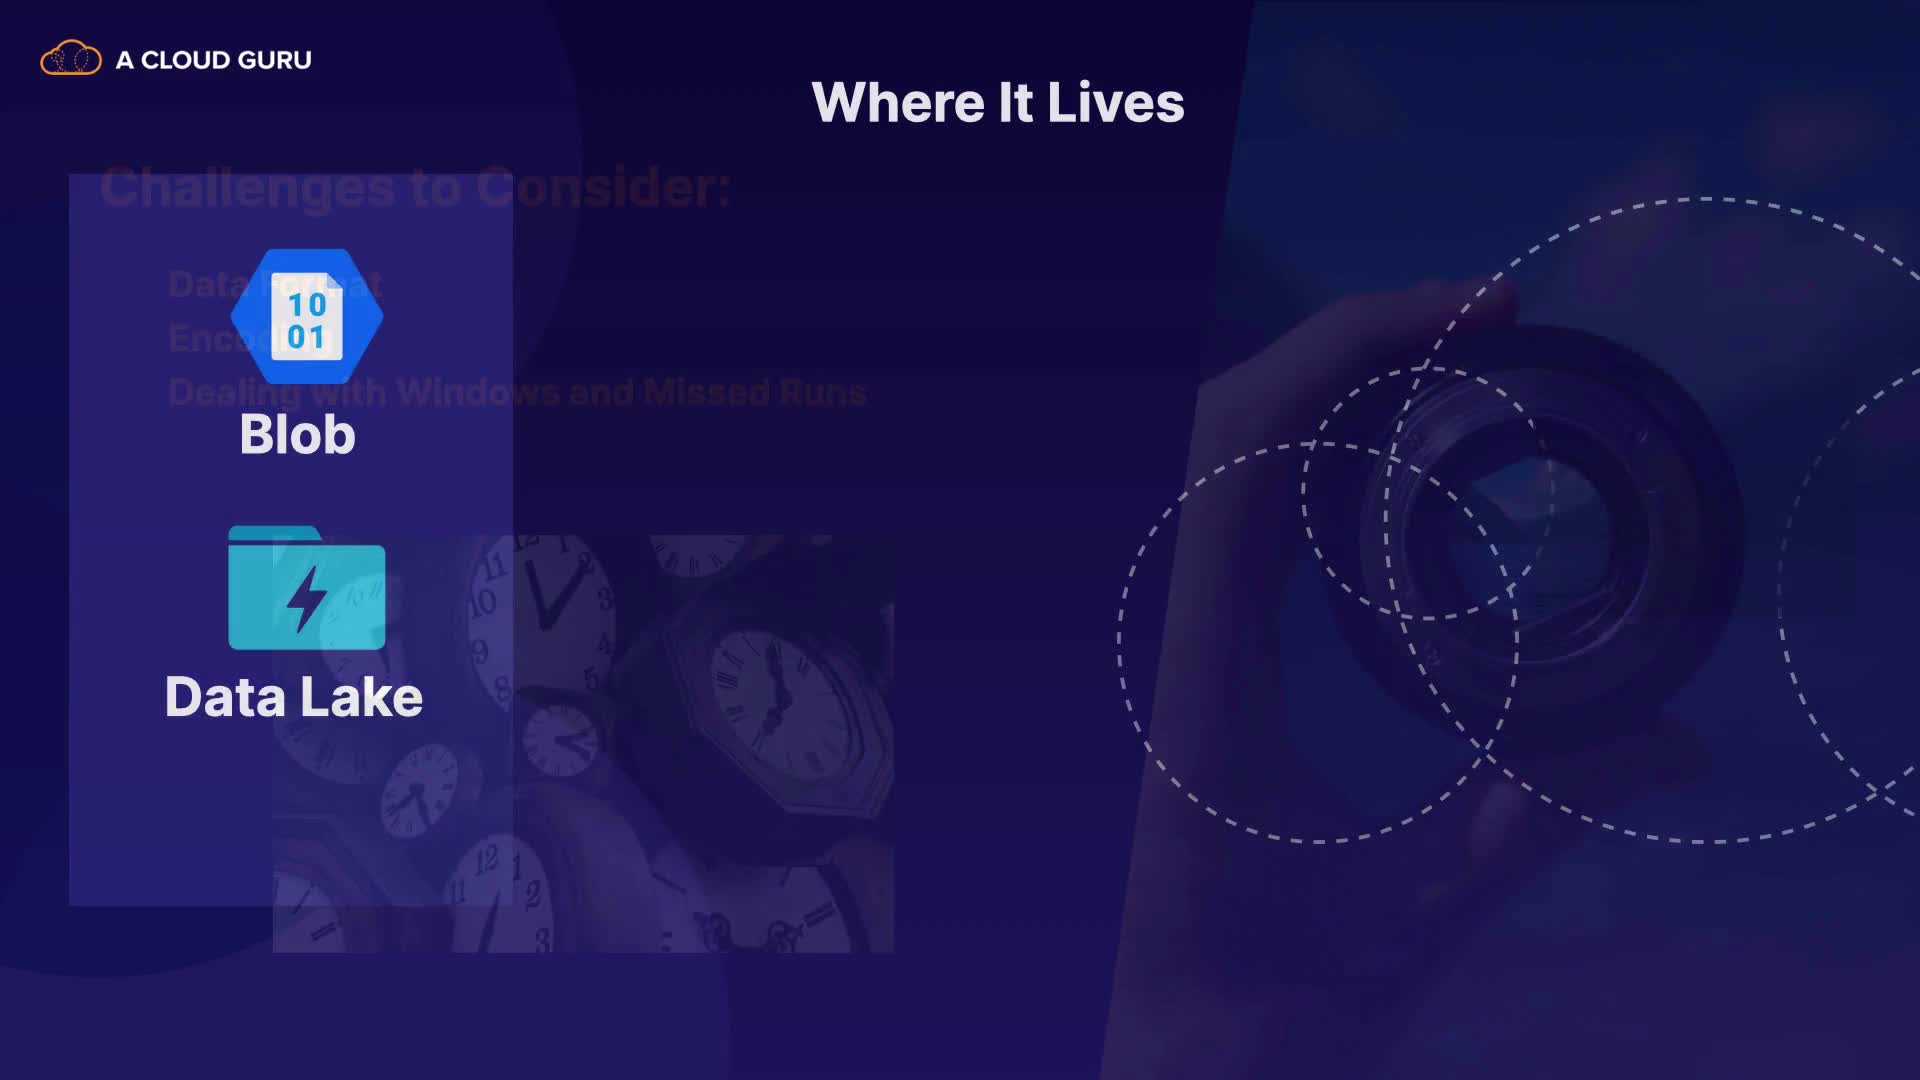 A CLOUD GURU
Where It Lives
Challenges to Consider:
Data Format
10
01
Encoding
Dealing with Windows and Missed Runs
Blob
Data Lake